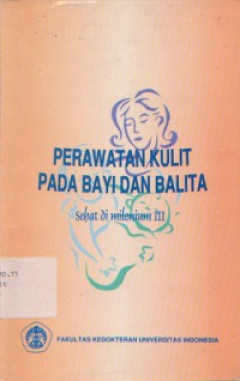 PERAWATAN KULIT
PADA BAYI DAN BALITA
Sehat di milenium III
FAKULTAS KEDOKTERAN UNIVERSITAS INDONESIA